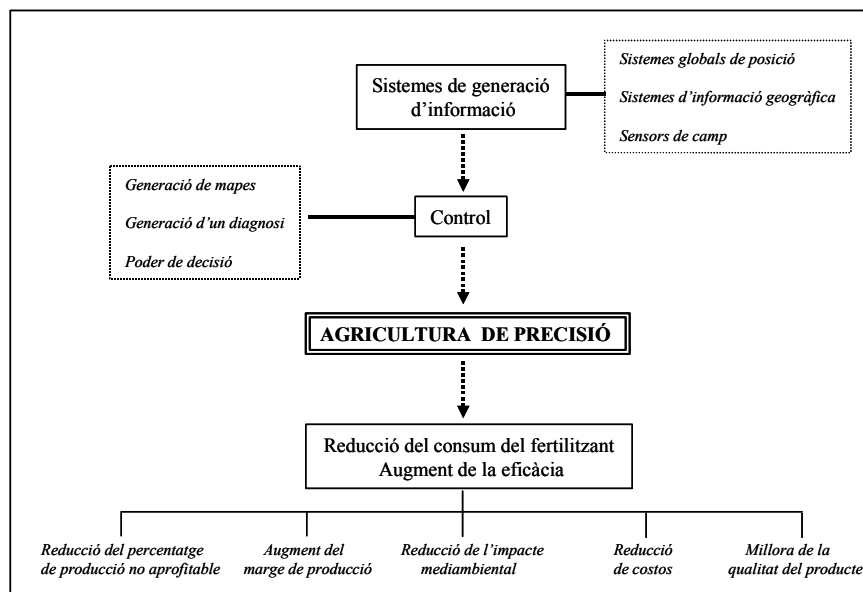 Sistemes de generació
d'informació
Sistemes globals de posició
Sistemes d'informació geogràfica
Sensors de camp
Generació de mapes
Generació d'un diagnosi
Poder de decisió
Control
AGRICULTURA DE PRECISIÓ
Reducció del consum del fertilitzant
Augment de la eficàcia
Reducció del percentatge
de producció no aprofitable
Augment del
marge de producció
Reducció de l'impacte
mediambiental
Reducció
de costos
Millora de la
qualitat del producte